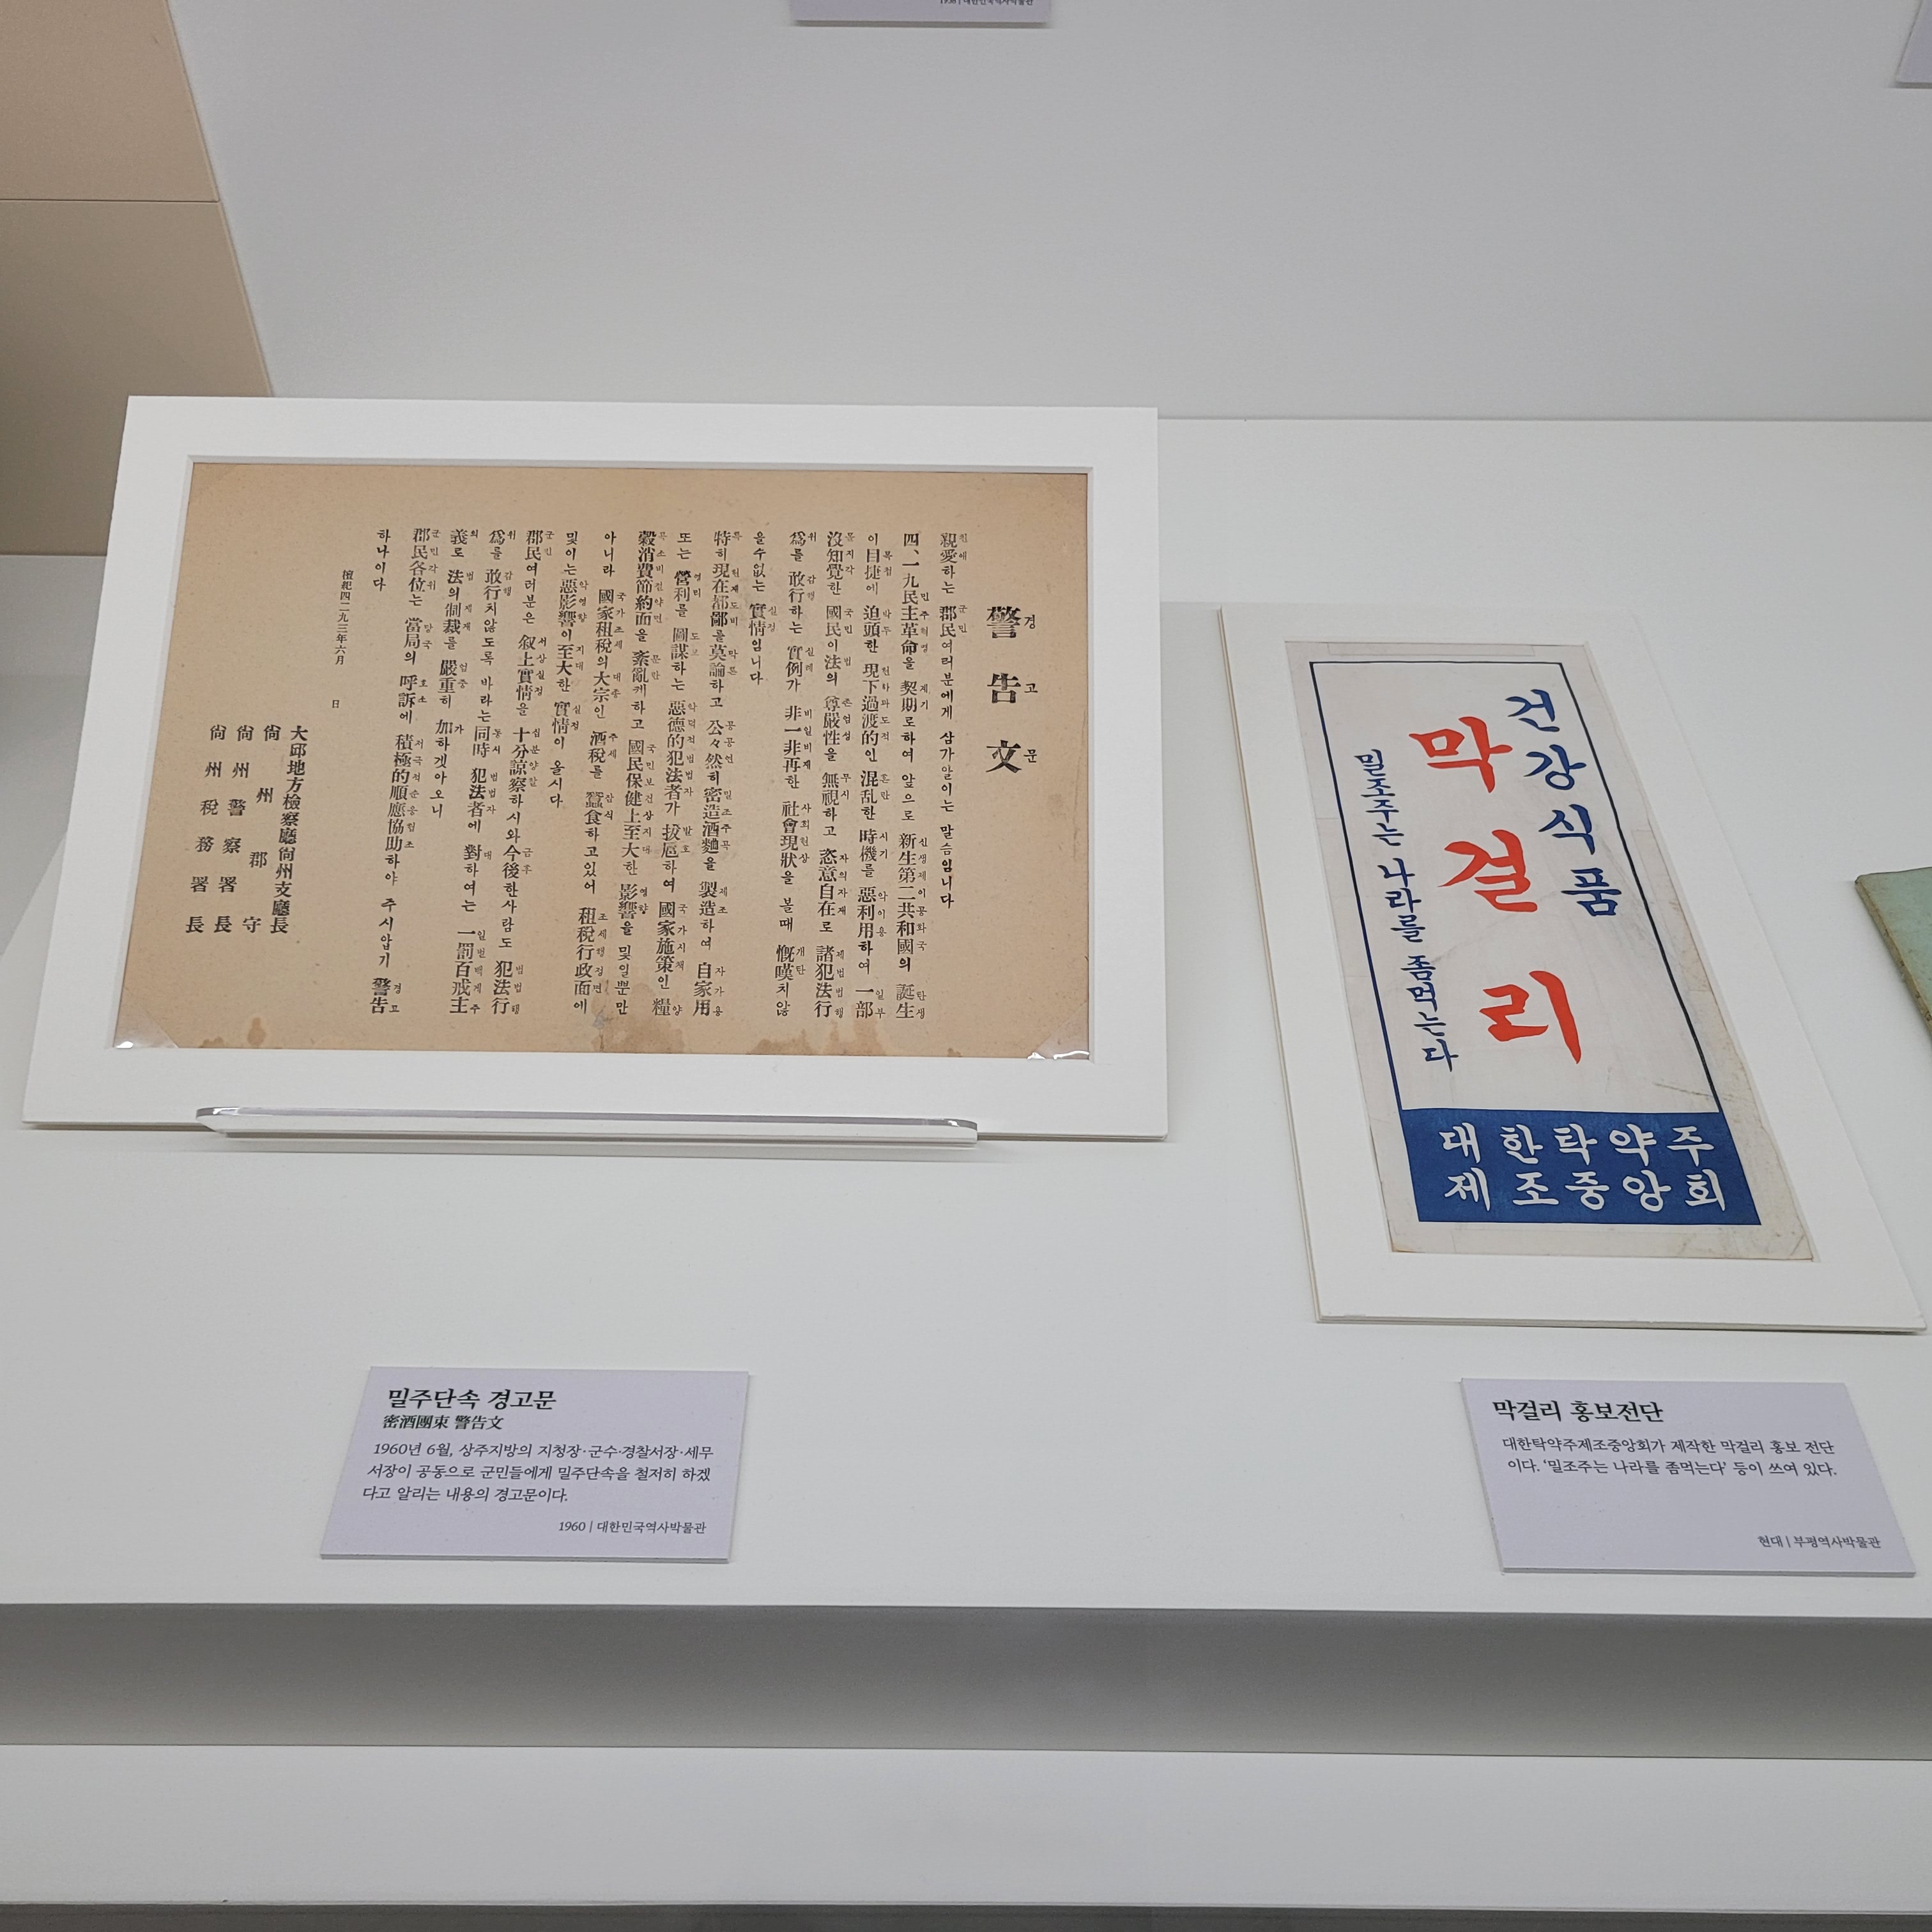 警告文
경고문
親愛하는 郡民여러분에게 삼가알이는 말슴임니다
四、一九民主革命을 契期로하여 앞으로 新生第二共和國의 誕生
이目捷에 迫頭한 現下過渡的인 混乱한 時機를 惡利用하여 一部
沒知覺한 國民이法의 尊嚴性을 無視하고 恣意自在로 諸犯法行
爲를 敢行하는 實例가 非一非再한 社會現狀을 볼때 慨嘆치않
을수없는 實情임니다
特히現在都鄙를莫論하고 公々然히密造酒麯을 製造하여 自家用
또는 營利를 圖謀하는 惡德的犯法者가 拔扈하여 國家施策인 糧
穀消費節約面을 紊亂케하고 國民保健上至大한 影響을 및일뿐만
아니라 國家租稅의大宗인 酒稅를 蠶食하고있어 租稅行政面에
및이는 惡影響이至大한 實情이 올시다
郡民여러분은 叙上實情을 十分諒察하시와今後한사람도 犯法行
爲를 敢行치않도록 바라는同時 犯法者에 對하여는 一罰百戒主
義로 法의制裁를 嚴重히 加하겟아오니
郡民各位는 當局의 呼訴에 積極的順應協助하야 주시압기 警告
하나이다
檀紀四二九三年六月 日
大邱地方檢察廳尙州支廳長
尙州郡守
尙州警察署長
尙州稅務署長
건강식품
막걸리
밀조주는 나라를 좀먹는다
대한탁약주
제조중앙회
밀주단속 경고문
密酒團束 警告文
1960년 6월, 상주지방의 지청장·군수·경찰서장·세무
서장이 공동으로 군민들에게 밀주단속을 철저히 하겠
다고 알리는 내용의 경고문이다.
1960 | 대한민국역사박물관
막걸리 홍보전단
대한탁약주제조중앙회가 제작한 막걸리 홍보 전단
이다. ‘밀조주는 나라를 좀먹는다’ 등이 쓰여 있다.
현대 | 부평역사박물관